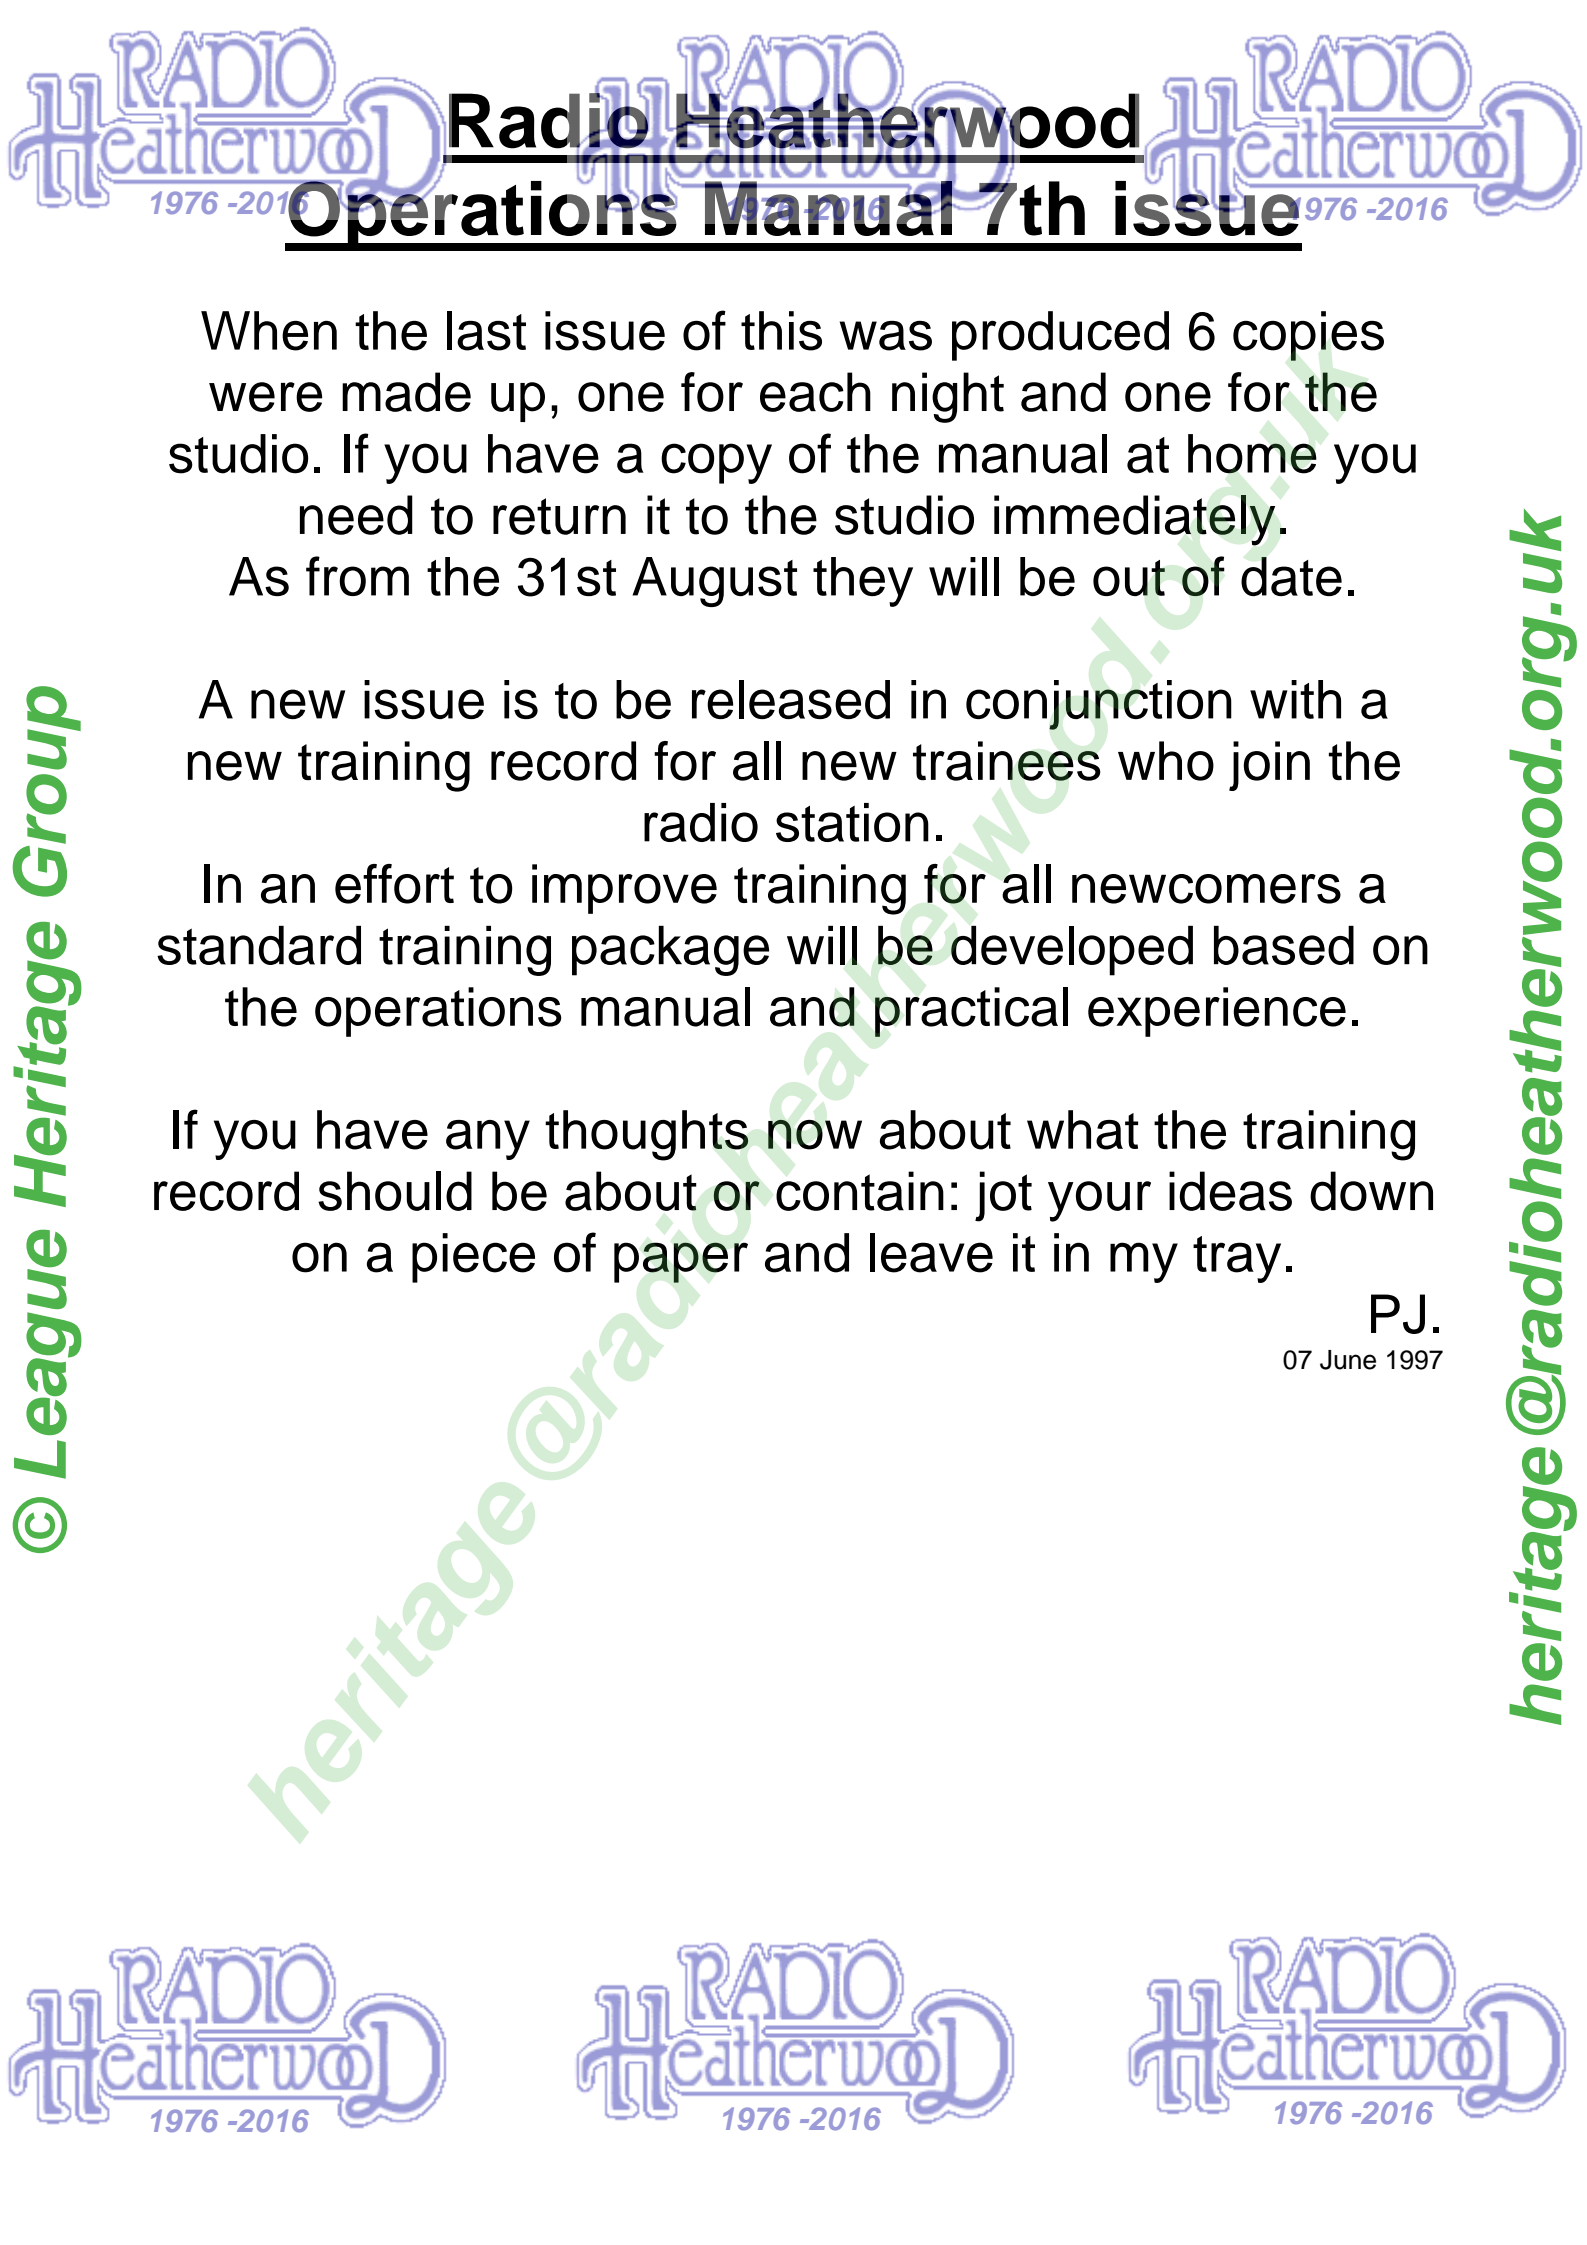 RADIO
Heatherwood
1976 -2016
RADIO
Heatherwood
1976 -2016
RADIO
Heatherwood
1976 -2016
Radio Heatherwood
Operations Manual 7th issue
When the last issue of this was produced 6 copies
were made up, one for each night and one for the
studio. If you have a copy of the manual at home you
need to return it to the studio immediately.
As from the 31st August they will be out of date.
A new issue is to be released in conjunction with a
new training record for all new trainees who join the
radio station.
In an effort to improve training for all newcomers a
standard training package will be developed based on
the operations manual and practical experience.
If you have any thoughts now about what the training
record should be about or contain: jot your ideas down
on a piece of paper and leave it in my tray.
PJ.
07 June 1997
© League Heritage Group
heritage@radioheatherwood.org.uk
heritage@radioheatherwood.org.uk
RADIO
HeatherwooD
1976 -2016
RADIO
HeatherwooD
1976 -2016
RADIO
HeatherwooD
1976 -2016